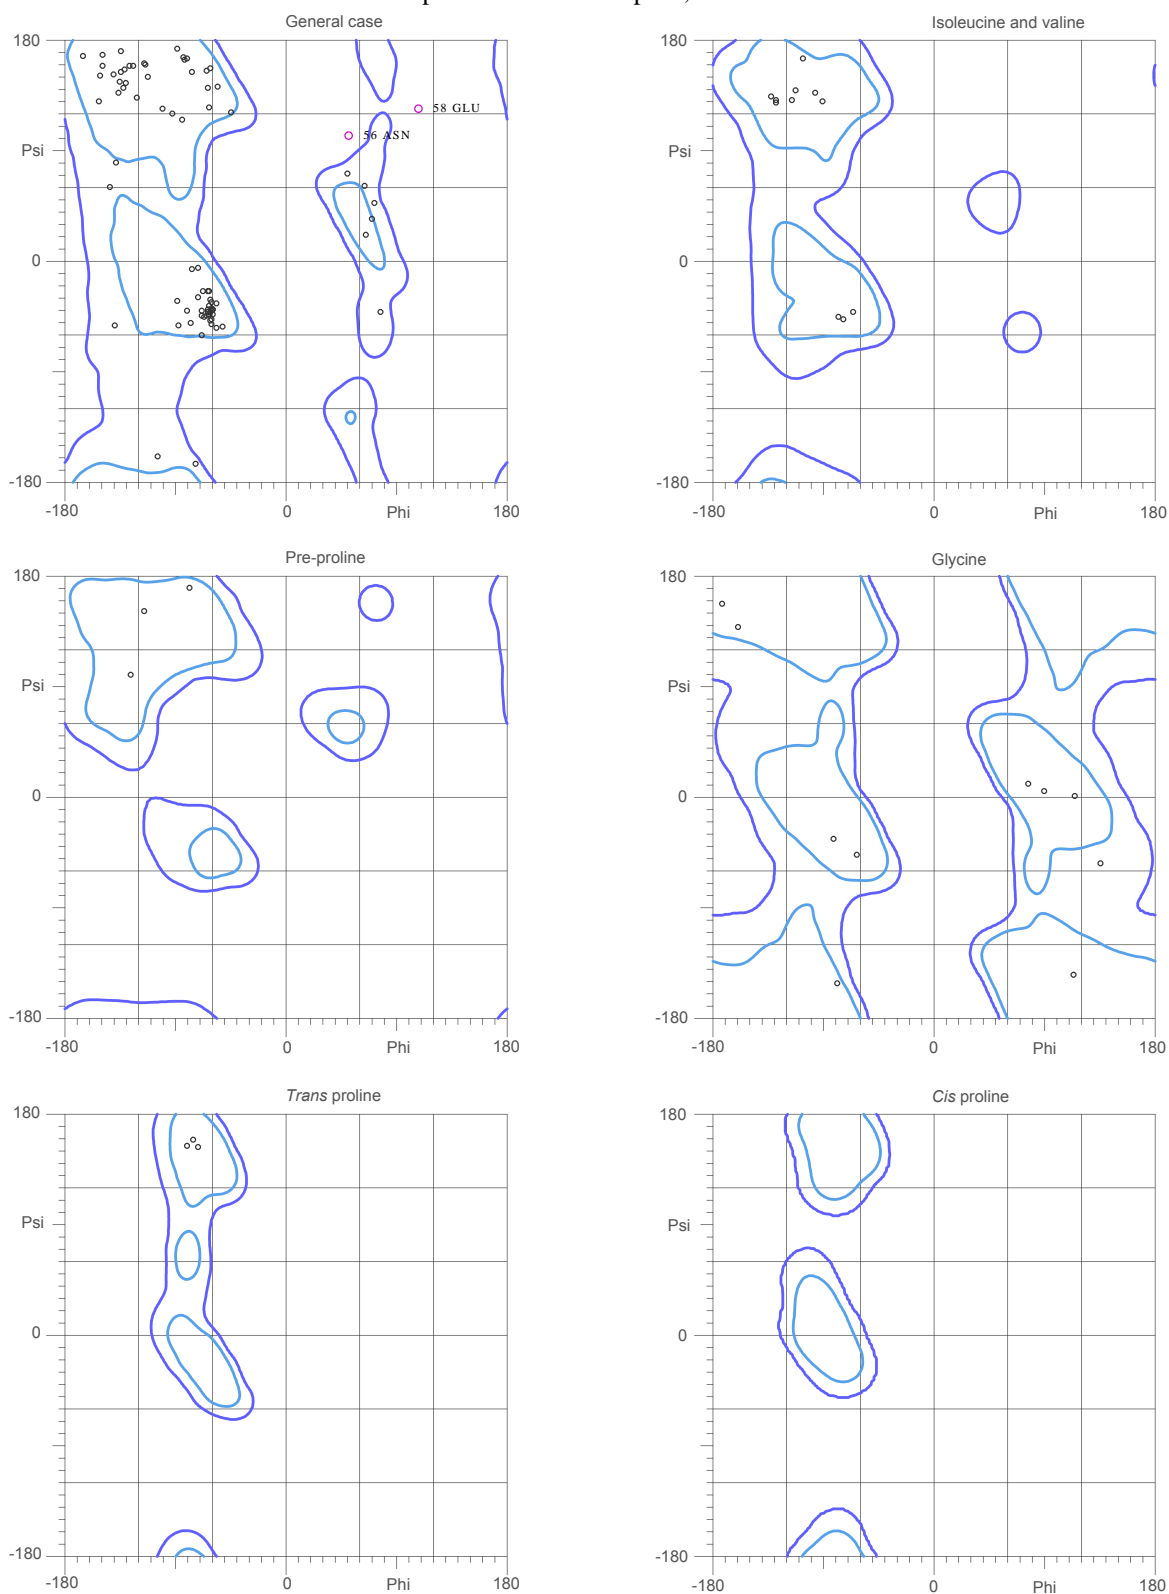 General case
180
58 GLU
56 ASN
Psi
0
-180
-180
0
Phi
180
Isoleucine and valine
180
Psi
0
-180
-180
0
Phi
180
Pre-proline
180
Psi
0
-180
-180
0
Phi
180
Glycine
180
Psi
0
-180
-180
0
Phi
180
Trans proline
180
Psi
0
-180
-180
0
Phi
180
Cis proline
180
Psi
0
-180
-180
0
Phi
180